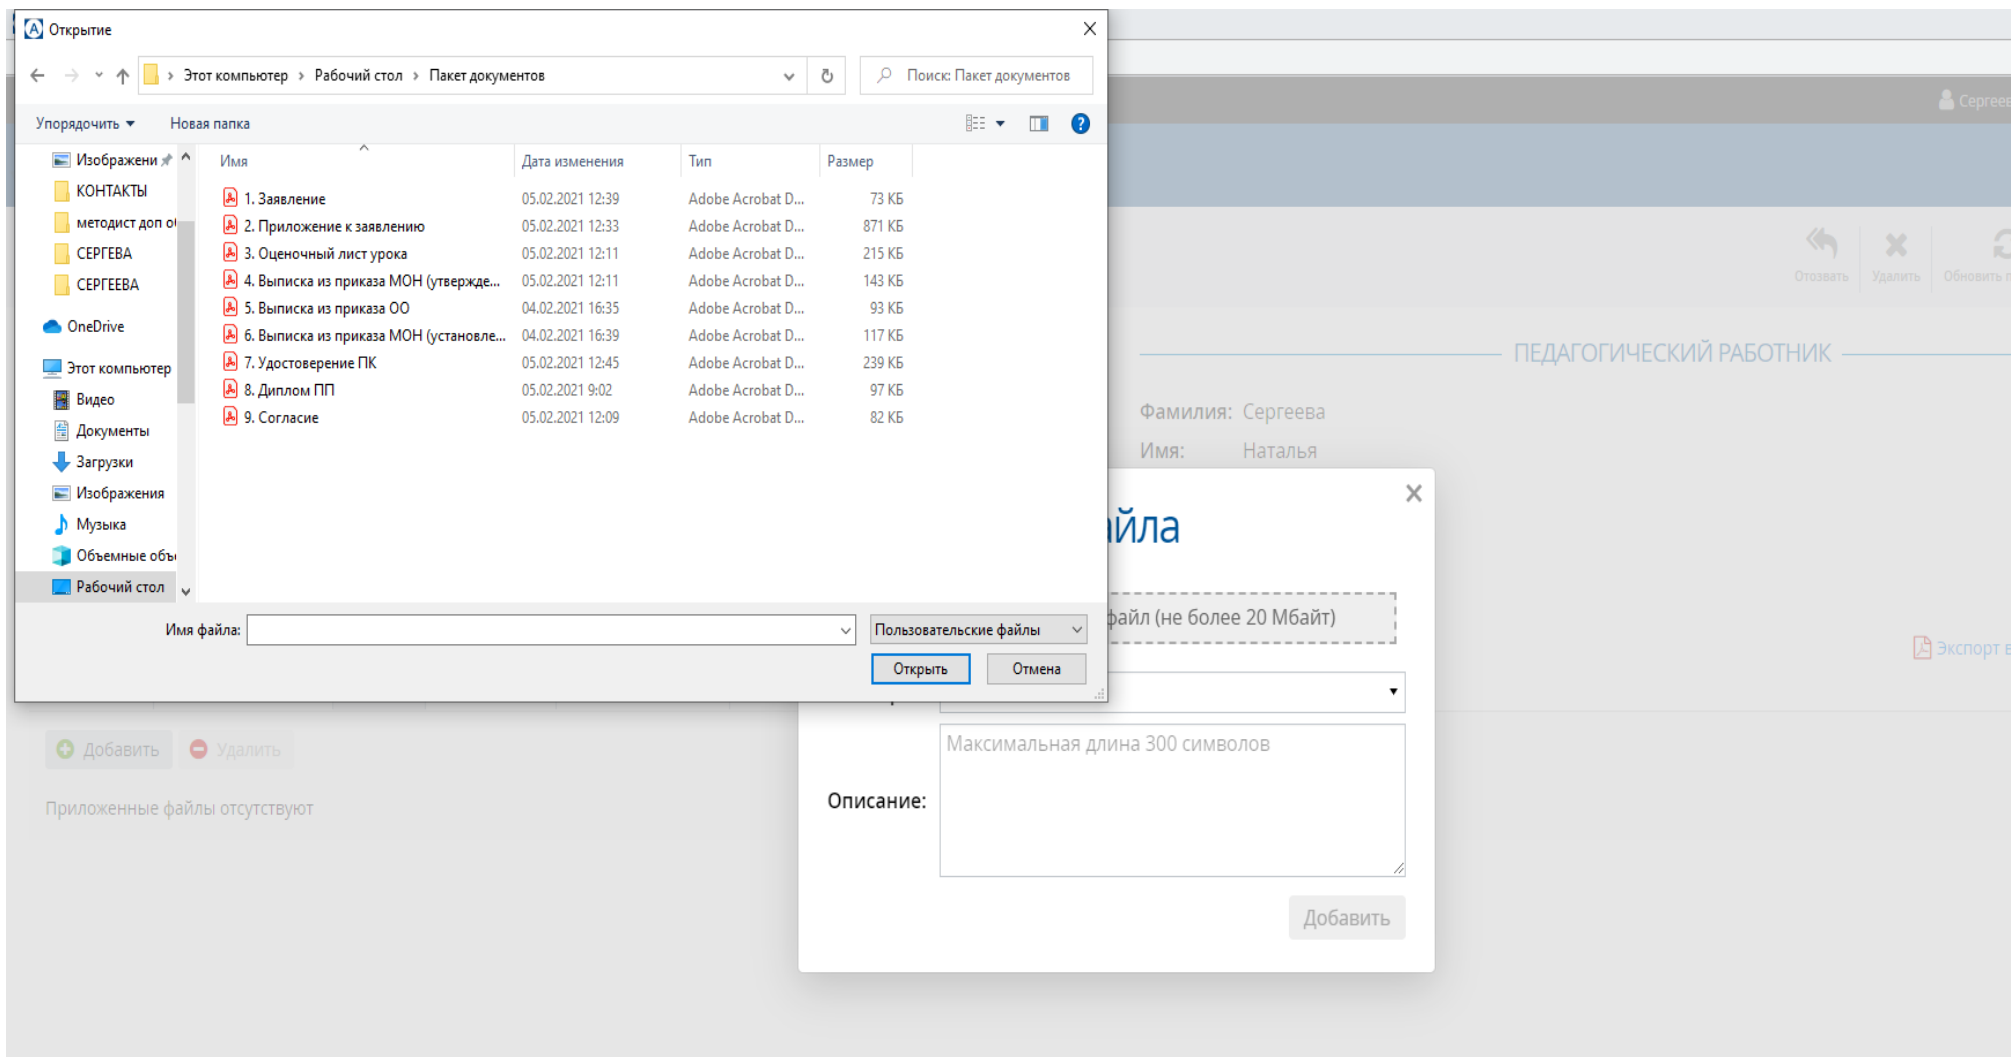 Открытие
Этот компьютер › Рабочий стол › Пакет документов
Поиск: Пакет документов
Сергеев
Упорядочить
Новая папка
Изображени
КОНТАКТЫ
методист доп о
СЕРГЕВА
СЕРГЕЕВА
OneDrive
Этот компьютер
Видео
Документы
Загрузки
Изображения
Музыка
Объемные объ
Рабочий стол
Имя Дата изменения Тип Размер
1. Заявление 05.02.2021 12:39 Adobe Acrobat D... 73 КБ
2. Приложение к заявлению 05.02.2021 12:33 Adobe Acrobat D... 871 КБ
3. Оценочный лист урока 05.02.2021 12:11 Adobe Acrobat D... 215 КБ
4. Выписка из приказа МОН (утвержде... 05.02.2021 12:11 Adobe Acrobat D... 143 КБ
5. Выписка из приказа ОО 04.02.2021 16:35 Adobe Acrobat D... 93 КБ
6. Выписка из приказа МОН (установле... 04.02.2021 16:39 Adobe Acrobat D... 117 КБ
7. Удостоверение ПК 05.02.2021 12:45 Adobe Acrobat D... 239 КБ
8. Диплом ПП 05.02.2021 9:02 Adobe Acrobat D... 97 КБ
9. Согласие 05.02.2021 12:09 Adobe Acrobat D... 82 КБ
Имя файла:
Пользовательские файлы
Открыть
Отмена
Отозвать
Удалить
Обновить п
ПЕДАГОГИЧЕСКИЙ РАБОТНИК
Фамилия: Сергеева
Имя: Наталья
айла
файл (не более 20 Мбайт)
Экспорт в
Максимальная длина 300 символов
Описание:
Добавить
Добавить
Удалить
Приложенные файлы отсутствуют